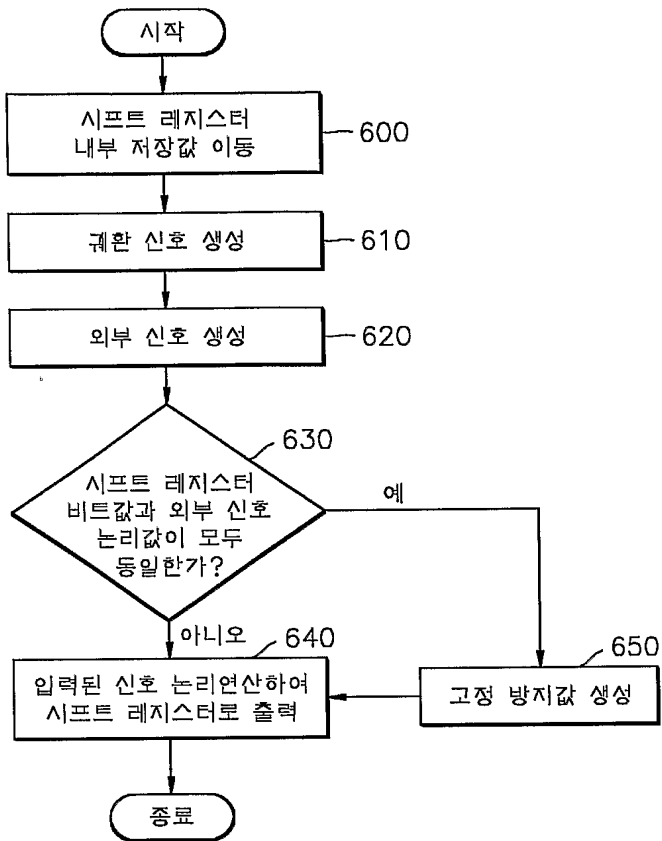 시작
시프트 레지스터
내부 저장값 이동
600
궤환 신호 생성
610
외부 신호 생성
620
630
시프트 레지스터
비트값과 외부 신호
논리값이 모두
동일한가?
예
아니오
640
입력된 신호 논리연산하여
시프트 레지스터로 출력
650
고정 방지값 생성
종료